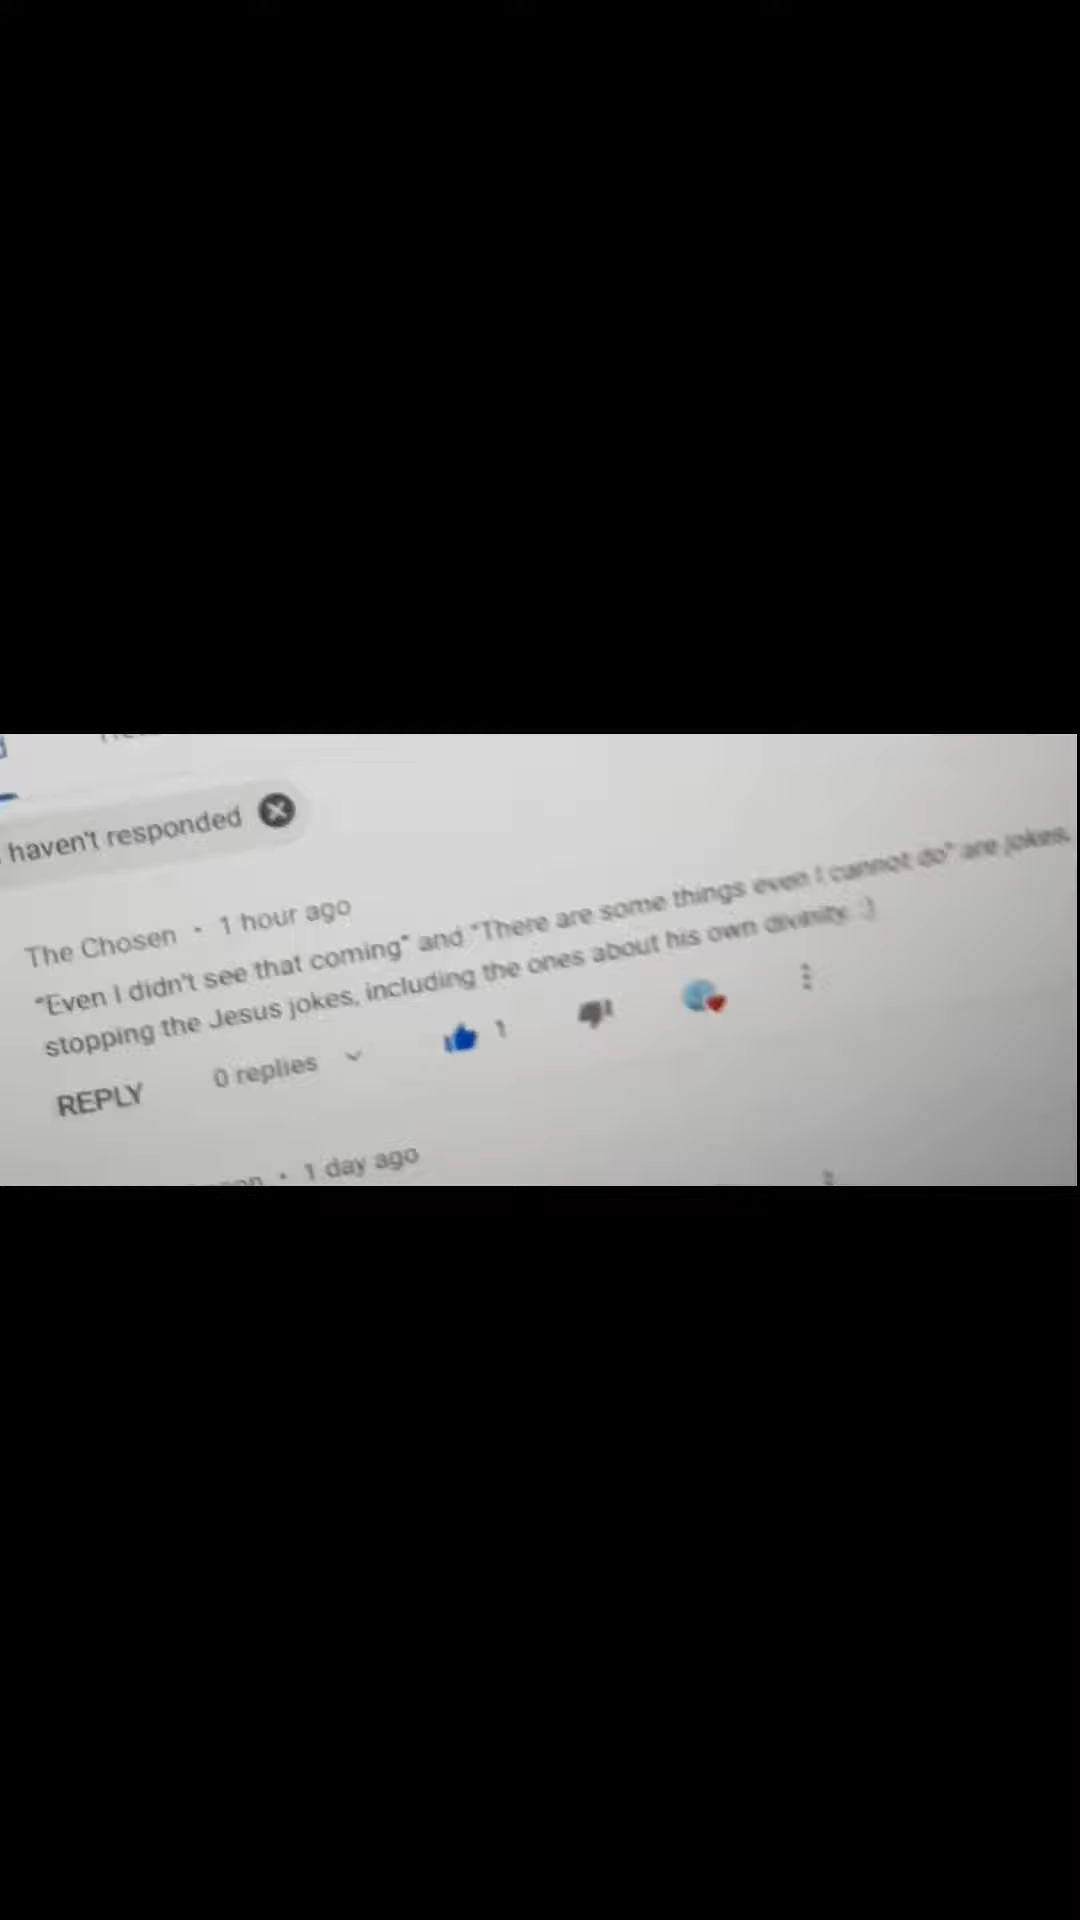 haven't responded
The Chosen • 1 hour ago
"Even I didn't see that coming" and "There are some things even I cannot do" are jokes.
stopping the Jesus jokes, including the ones about his own divinity. :)
REPLY 0 replies 1
1 day ago